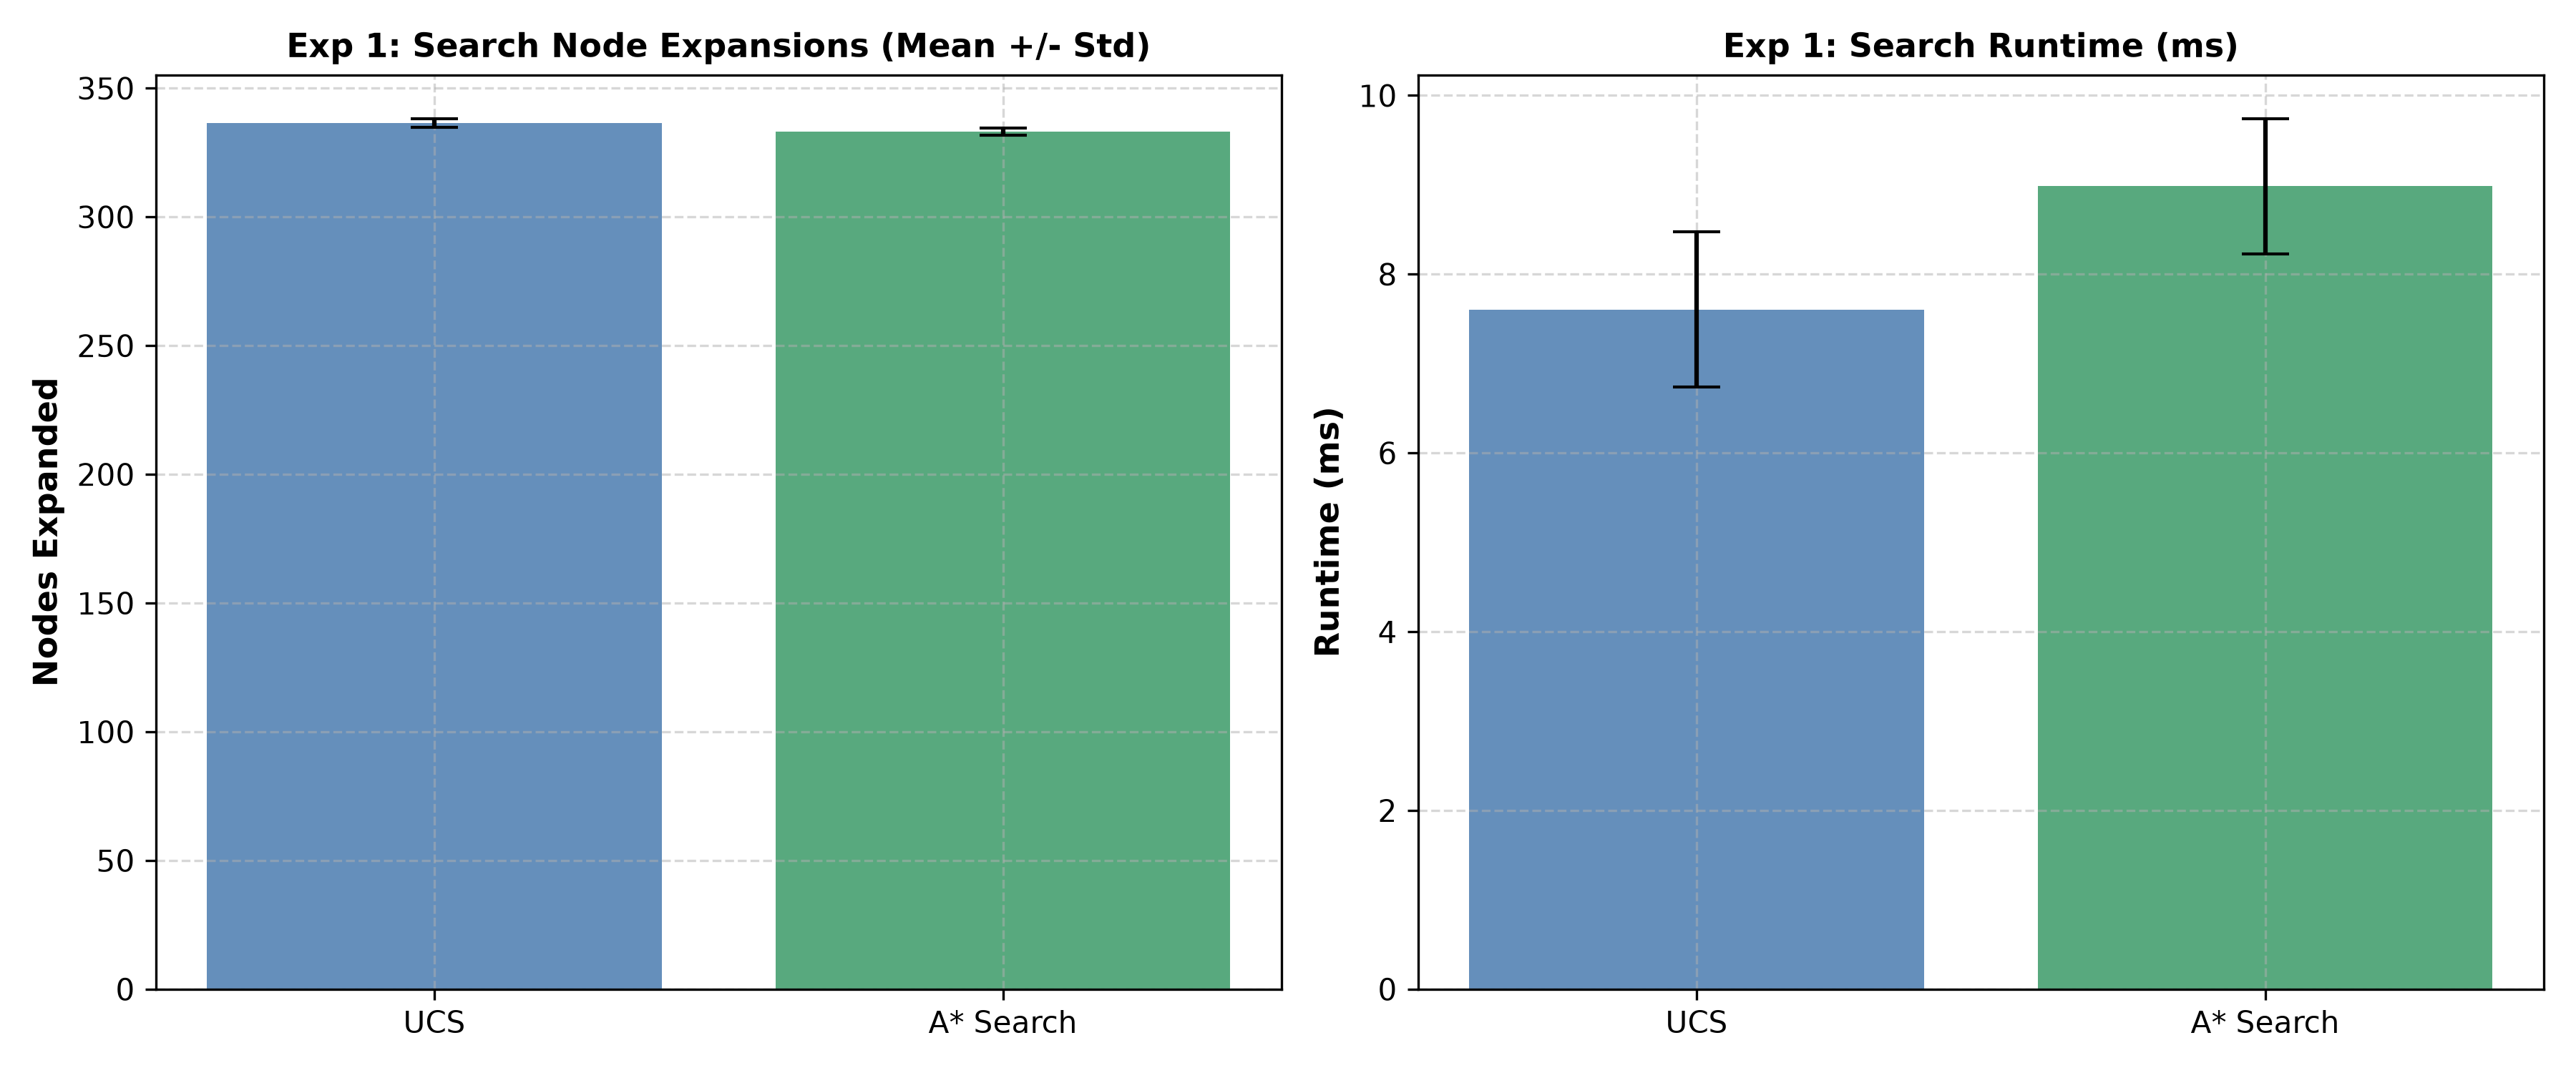 Exp 1: Search Node Expansions (Mean +/- Std)
Nodes Expanded
350
300
250
200
150
100
50
0
UCS
A* Search
Exp 1: Search Runtime (ms)
Runtime (ms)
10
8
6
4
2
0
UCS
A* Search